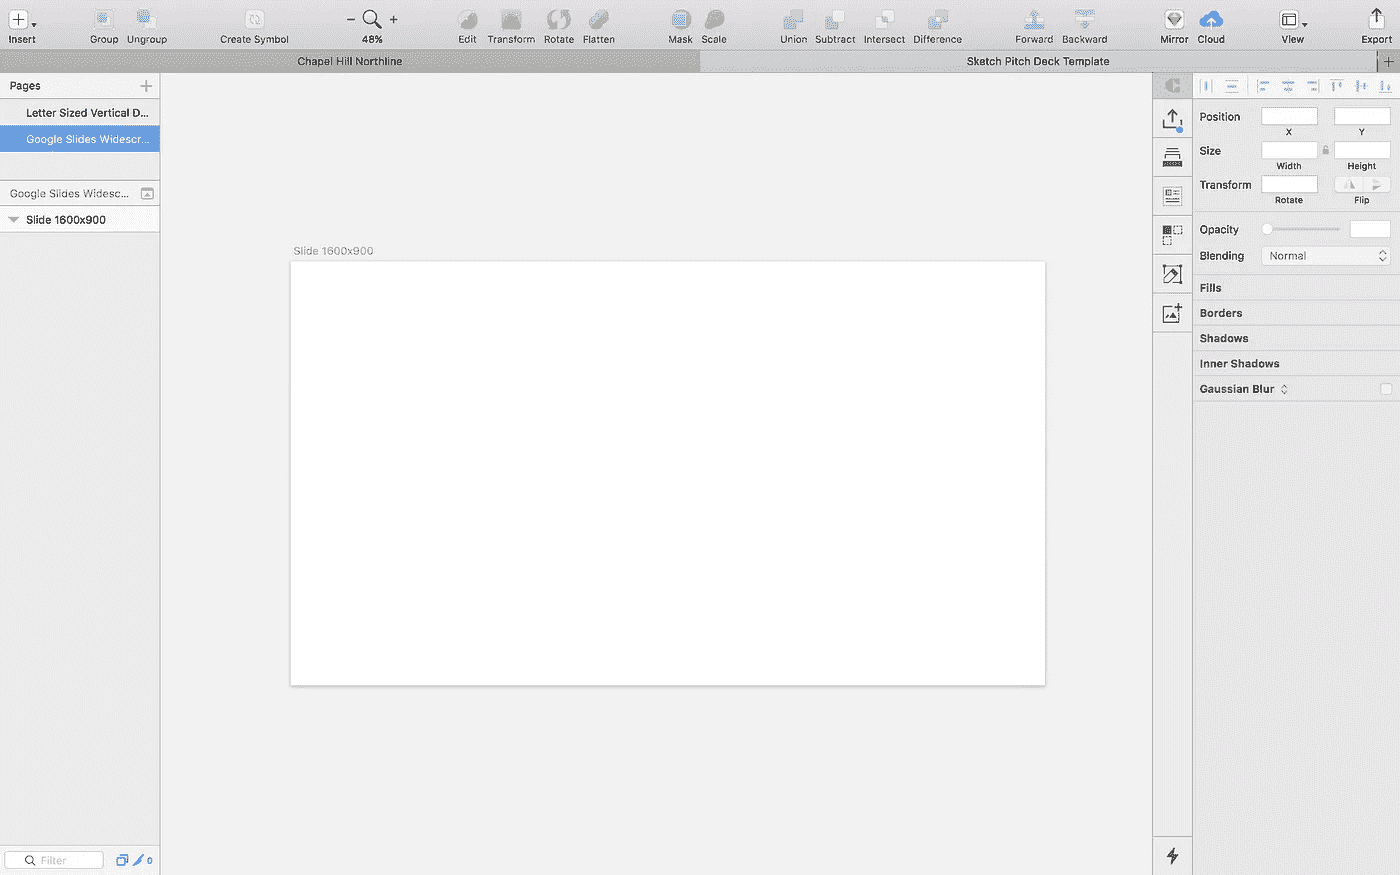 Insert
Group
Ungroup
Create Symbol
48%
Edit
Transform
Rotate
Flatten
Mask
Scale
Union
Subtract
Intersect
Difference
Forward
Backward
Mirror
Cloud
View
Export
Chapel Hill Northline
Sketch Pitch Deck Template
Pages
Letter Sized Vertical D...
Google Slides Widescr...
Google Slides Widesc...
Slide 1600x900
Slide 1600x900
Filter
0
1
Position
X
Y
Size
Width
Height
Transform
Rotate
Flip
Opacity
Blending
Normal
Fills
Borders
Shadows
Inner Shadows
Gaussian Blur